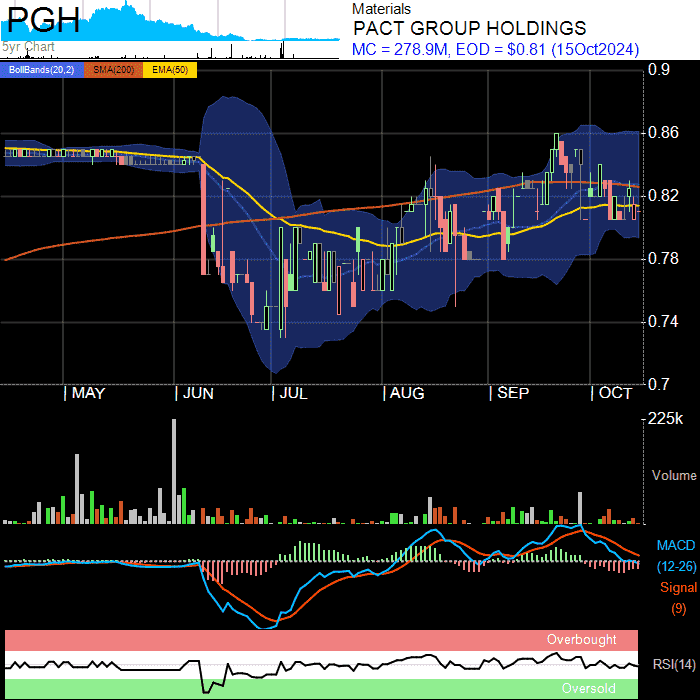 PGH
5yr Chart
Materials
PACT GROUP HOLDINGS
MC = 278.9M, EOD = $0.81 (15Oct2024)
BollBands(20,2) SMA(200) EMA(50)
0.9
0.86
0.82
0.78
0.74
0.7
| MAY | JUN | JUL | AUG | SEP | OCT
225k
Volume
MACD
(12-26)
Signal
(9)
Overbought
RSI(14)
Oversold